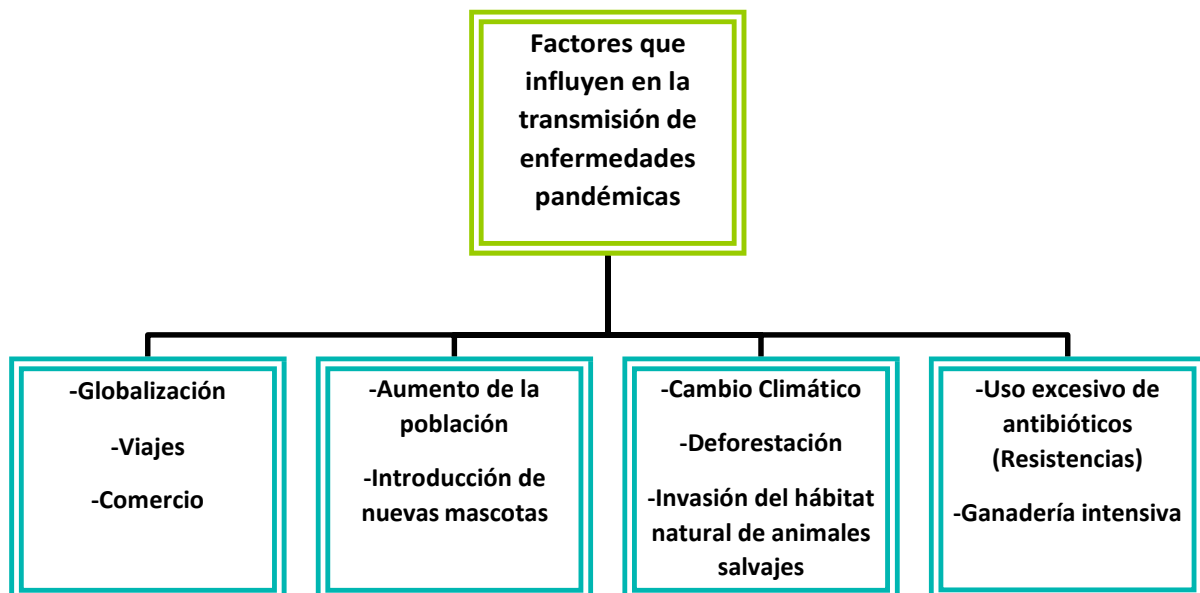 Factores que
influyen en la
transmisión de
enfermedades
pandémicas
-Globalización
-Viajes
-Comercio
-Aumento de la
población
-Introducción de
nuevas mascotas
-Cambio Climático
-Deforestación
-Invasión del hábitat
natural de animales
salvajes
-Uso excesivo de
antibióticos
(Resistencias)
-Ganadería intensiva